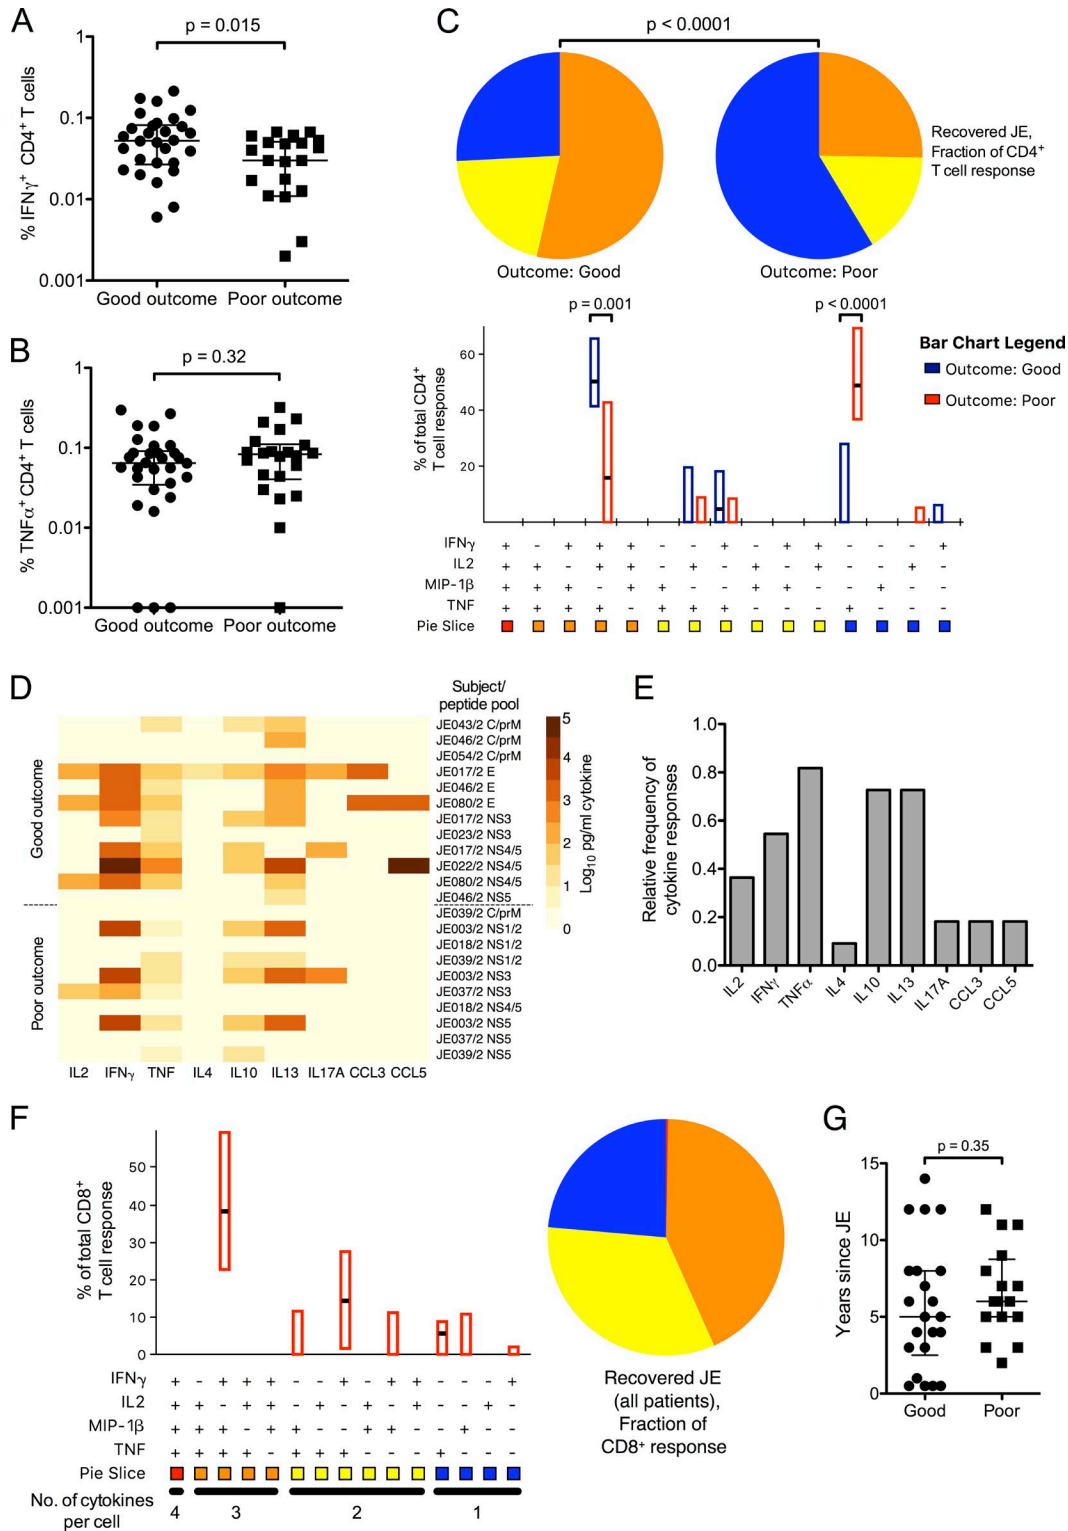 A
p = 0.015
% IFNγ⁺ CD4⁺ T cells
1
0.1
0.01
0.001
Good outcome Poor outcome
B
p = 0.32
% TNFα⁺ CD4⁺ T cells
1
0.1
0.01
0.001
Good outcome Poor outcome
C
p < 0.0001
Recovered JE,
Fraction of CD4⁺
T cell response
Outcome: Good
Outcome: Poor
p = 0.001
p < 0.0001
% of total CD4⁺
T cell response
60
40
20
Bar Chart Legend
Outcome: Good
Outcome: Poor
IFNγ + - + + + - - + - + + - - - +
IL2 + + - + + - + - + - + - - + -
MIP-1β + + + - + + - - + + - - + - -
TNF + + + + - + + + - - - + - - -
Pie Slice
D
Subject/
peptide pool
Good outcome
Poor outcome
JE043/2 C/prM
JE046/2 C/prM
JE054/2 C/prM
JE017/2 E
JE046/2 E
JE080/2 E
JE017/2 NS3
JE023/2 NS3
JE017/2 NS4/5
JE022/2 NS4/5
JE080/2 NS4/5
JE046/2 NS5
JE039/2 C/prM
JE003/2 NS1/2
JE018/2 NS1/2
JE039/2 NS1/2
JE003/2 NS3
JE037/2 NS3
JE018/2 NS4/5
JE003/2 NS5
JE037/2 NS5
JE039/2 NS5
IL2 IFNγ TNF IL4 IL10 IL13 IL17A CCL3 CCL5
5
4
3
2
1
0
Log₁₀ pg/ml cytokine
E
Relative frequency of
cytokine responses
1.0
0.8
0.6
0.4
0.2
0.0
IL2 IFNγ TNFα IL4 IL10 IL13 IL17A CCL3 CCL5
F
% of total CD8⁺
T cell response
50
30
20
10
0
IFNγ + - + + + - - + - + + - - - +
IL2 + + - + + - + - + - + - - + -
MIP-1β + + + - + + - - + + - - + - -
TNF + + + + - + + + - - - + - - -
Pie Slice
No. of cytokines
per cell
4 3 2 1
Recovered JE
(all patients),
Fraction of
CD8⁺ response
G
p = 0.35
Years since JE
15
10
5
0
Good Poor